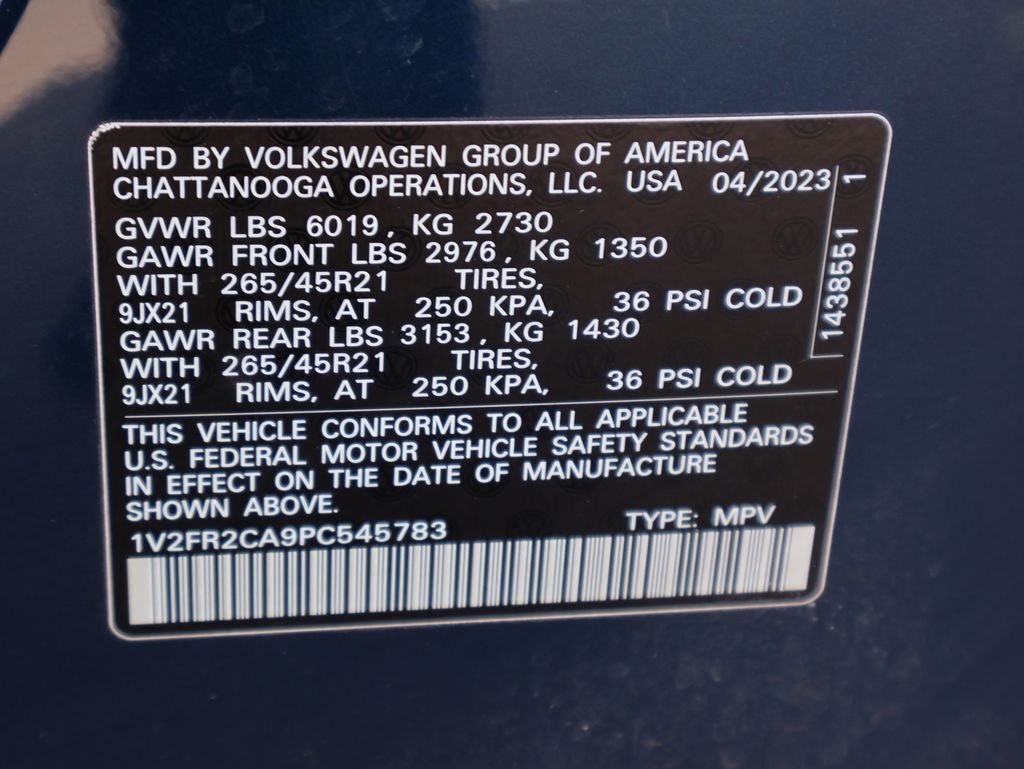 MFD BY VOLKSWAGEN GROUP OF AMERICA
CHATTANOOGA OPERATIONS, LLC. USA 04/2023
GVWR LBS 6019, KG 2730
GAWR FRONT LBS 2976, KG 1350
WITH 265/45R21 TIRES,
9JX21 RIMS, AT 250 KPA, 36 PSI COLD
GAWR REAR LBS 3153, KG 1430
WITH 265/45R21 TIRES,
9JX21 RIMS, AT 250 KPA, 36 PSI COLD
1438551 1
THIS VEHICLE CONFORMS TO ALL APPLICABLE
U.S. FEDERAL MOTOR VEHICLE SAFETY STANDARDS
IN EFFECT ON THE DATE OF MANUFACTURE
SHOWN ABOVE.
1V2FR2CA9PC545783 TYPE: MPV